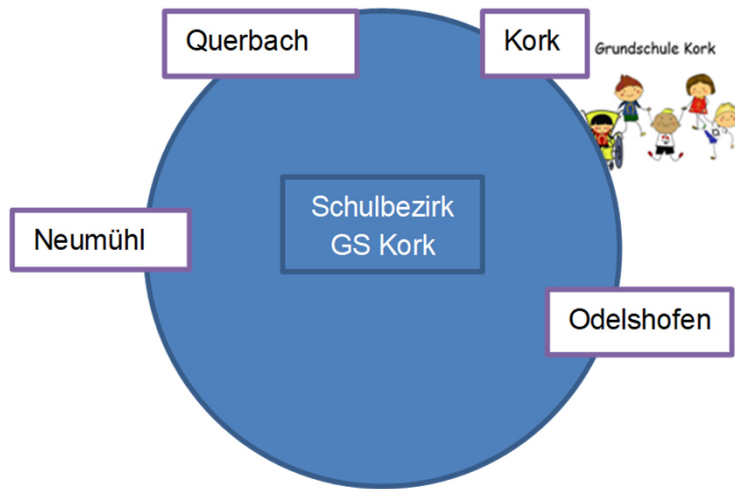 Querbach
Kork
Grundschule Kork
Schulbezirk
GS Kork
Neumühl
Odelshofen